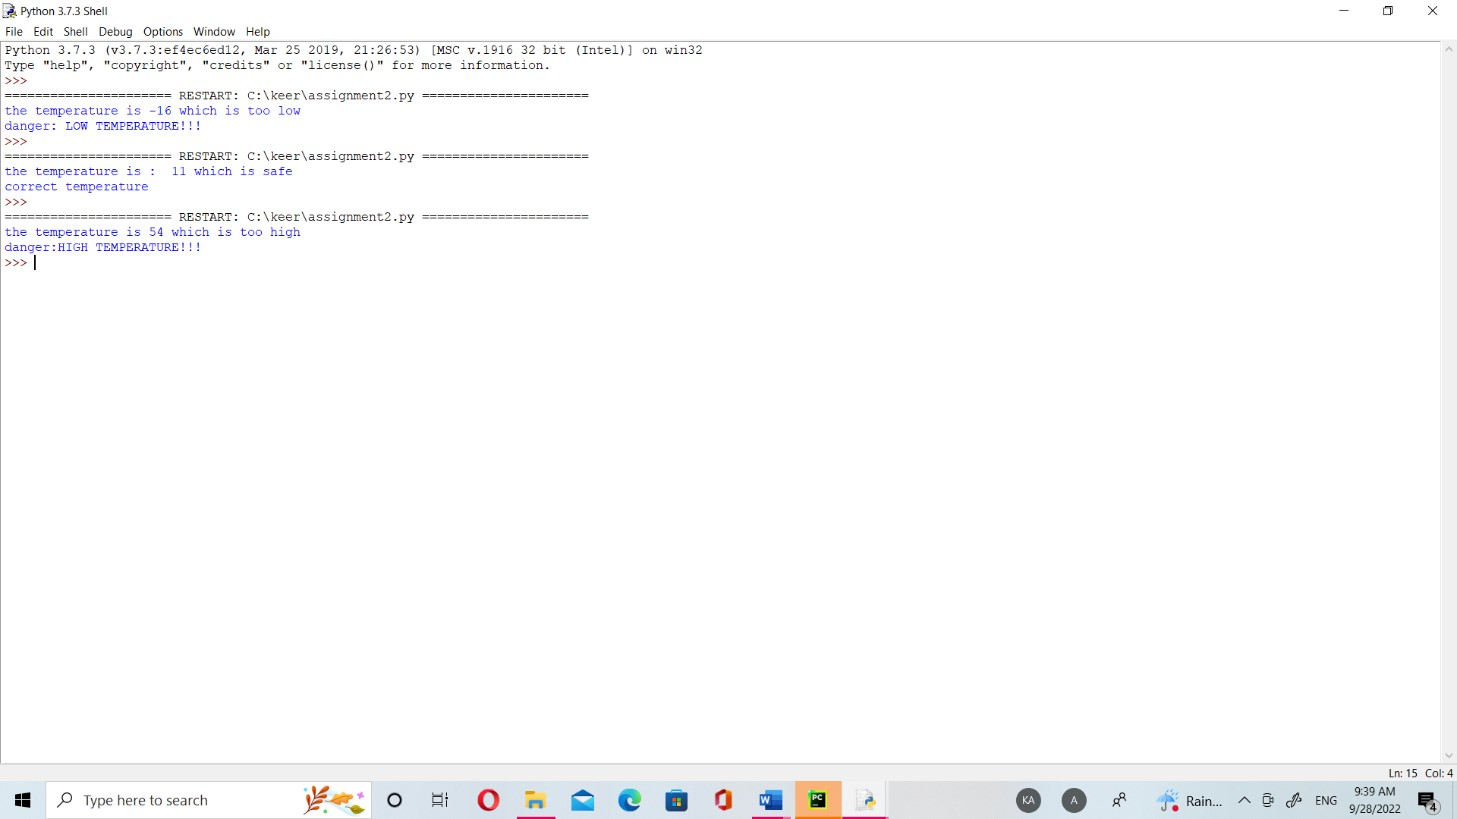 Python 3.7.3 Shell
File Edit Shell Debug Options Window Help
Python 3.7.3 (v3.7.3:ef4ec6ed12, Mar 25 2019, 21:26:53) [MSC v.1916 32 bit (Intel)] on win32
Type "help", "copyright", "credits" or "license()" for more information.
>>>
====================== RESTART: C:\keer\assignment2.py ======================
the temperature is -16 which is too low
danger: LOW TEMPERATURE!!!
>>>
====================== RESTART: C:\keer\assignment2.py ======================
the temperature is :  11 which is safe
correct temperature
>>>
====================== RESTART: C:\keer\assignment2.py ======================
the temperature is 54 which is too high
danger:HIGH TEMPERATURE!!!
>>>
Ln: 15 Col: 4
Type here to search
PC
KA
A
Rain...
ENG
9:39 AM
9/28/2022
4